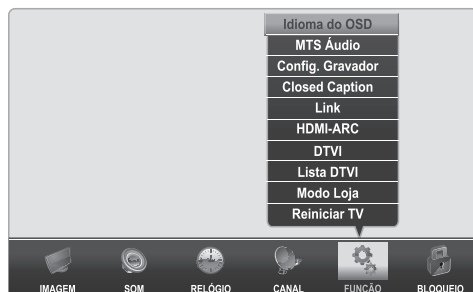 Idioma do OSD
MTS Áudio
Config. Gravador
Closed Caption
Link
HDMI-ARC
DTVI
Lista DTVI
Modo Loja
Reiniciar TV
IMAGEM SOM RELÓGIO CANAL FUNÇÃO BLOQUEIO